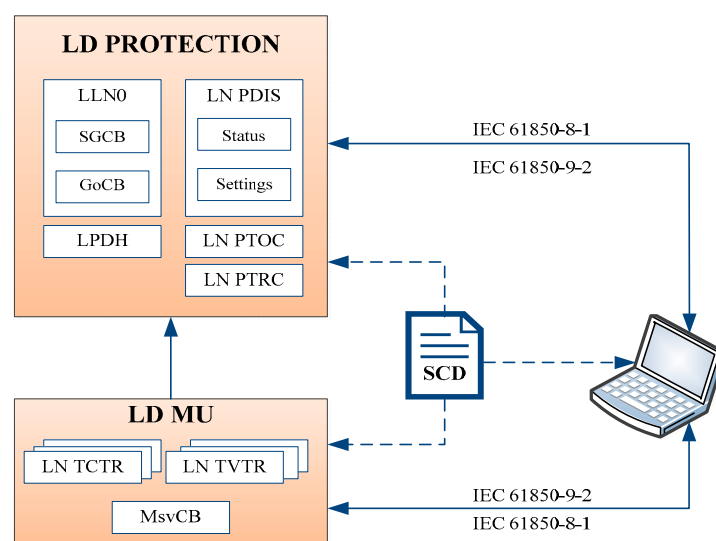 LD PROTECTION
LLN0
SGCB
GoCB
LN PDIS
Status
Settings
LPDH
LN PTOC
LN PTRC
IEC 61850-8-1
IEC 61850-9-2
SCD
LD MU
LN TCTR
LN TVTR
MsvCB
IEC 61850-9-2
IEC 61850-8-1